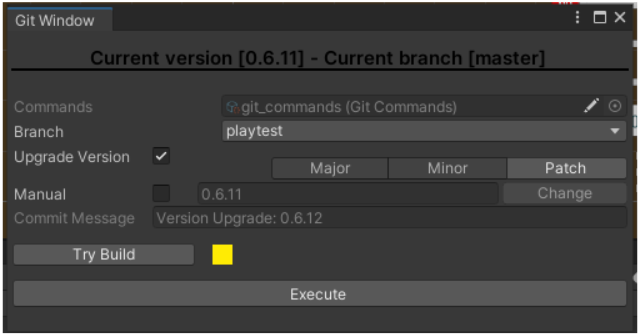 Git Window
Current version [0.6.11] - Current branch [master]
Commands git_commands (Git Commands)
Branch playtest
Upgrade Version Major Minor Patch
Manual 0.6.11 Change
Commit Message Version Upgrade: 0.6.12
Try Build
Execute